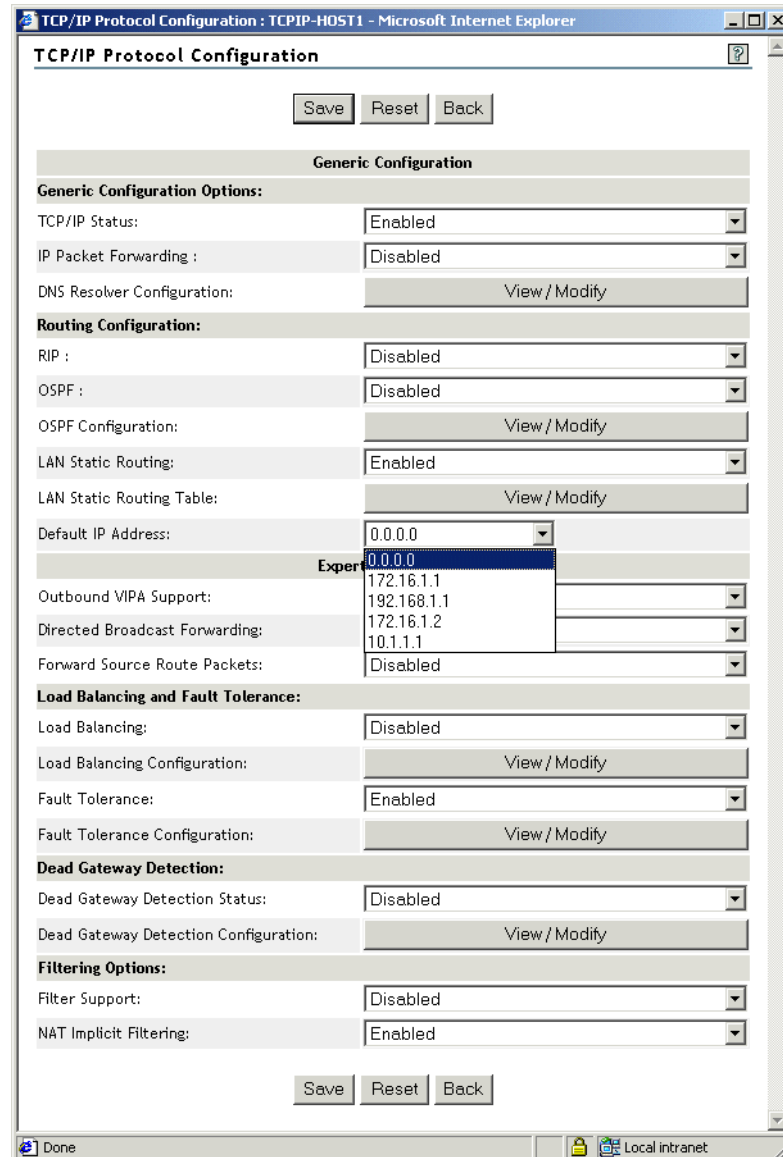 TCP/IP Protocol Configuration : TCPIP-HOST1 - Microsoft Internet Explorer
TCP/IP Protocol Configuration
?
Save Reset Back
Generic Configuration
Generic Configuration Options:
TCP/IP Status: Enabled
IP Packet Forwarding : Disabled
DNS Resolver Configuration: View / Modify
Routing Configuration:
RIP : Disabled
OSPF : Disabled
OSPF Configuration: View / Modify
LAN Static Routing: Enabled
LAN Static Routing Table: View / Modify
Default IP Address: 0.0.0.0
Expert 0.0.0.0
172.16.1.1
Outbound VIPA Support: 192.168.1.1
172.16.1.2
Directed Broadcast Forwarding: 10.1.1.1
Forward Source Route Packets: Disabled
Load Balancing and Fault Tolerance:
Load Balancing: Disabled
Load Balancing Configuration: View / Modify
Fault Tolerance: Enabled
Fault Tolerance Configuration: View / Modify
Dead Gateway Detection:
Dead Gateway Detection Status: Disabled
Dead Gateway Detection Configuration: View / Modify
Filtering Options:
Filter Support: Disabled
NAT Implicit Filtering: Enabled
Save Reset Back
Done Local intranet